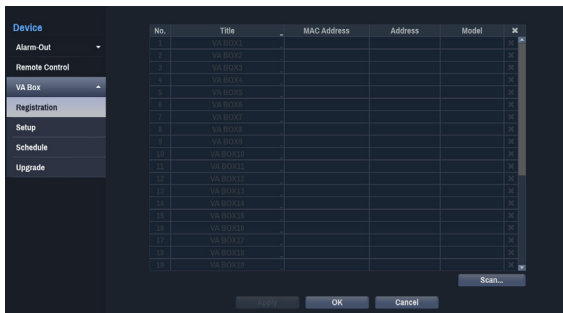 Device
Alarm-Out
Remote Control
VA Box
Registration
Setup
Schedule
Upgrade
No. Title MAC Address Address Model
1 VA BOX1
2 VA BOX2
3 VA BOX3
4 VA BOX4
5 VA BOX5
6 VA BOX6
7 VA BOX7
8 VA BOX8
9 VA BOX9
10 VA BOX10
11 VA BOX11
12 VA BOX12
13 VA BOX13
14 VA BOX14
15 VA BOX15
16 VA BOX16
17 VA BOX17
18 VA BOX18
19 VA BOX19
Scan...
Apply OK Cancel